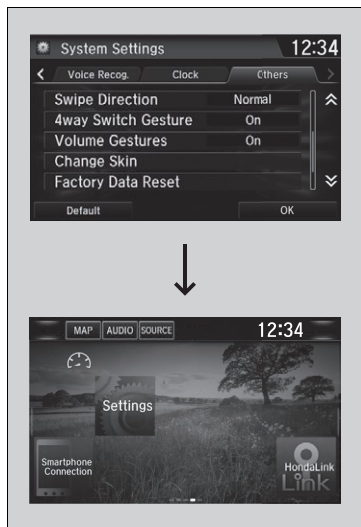 System Settings 12:34
Voice Recog. Clock Others
Swipe Direction Normal
4way Switch Gesture On
Volume Gestures On
Change Skin
Factory Data Reset
Default OK
MAP AUDIO SOURCE 12:34
Settings
Smartphone
Connection
HondaLink
Link